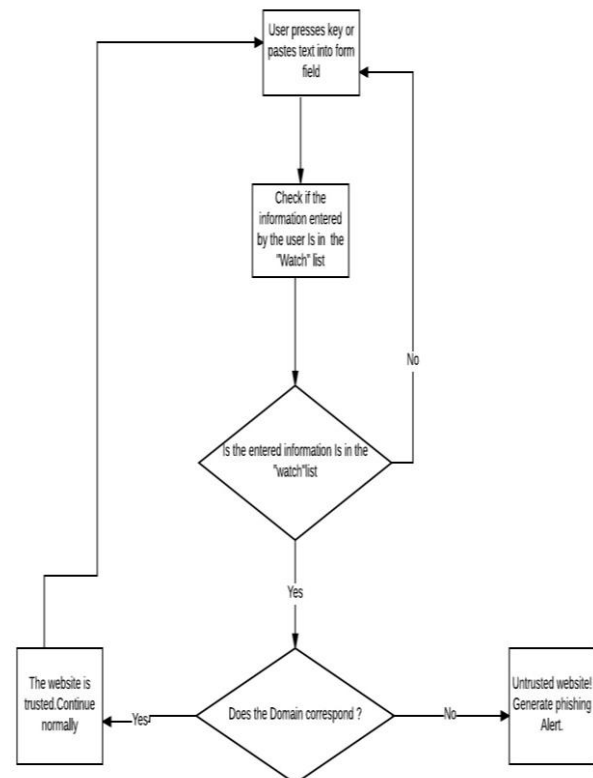 User presses key or
pastes text into form
field
Check if the
information entered
by the user Is in the
"Watch" list
No
Is the entered information Is in the
"watch"list
Yes
The website is
trusted.Continue
normally
Yes
Does the Domain correspond ?
No
Untrusted website!
Generate phishing
Alert.